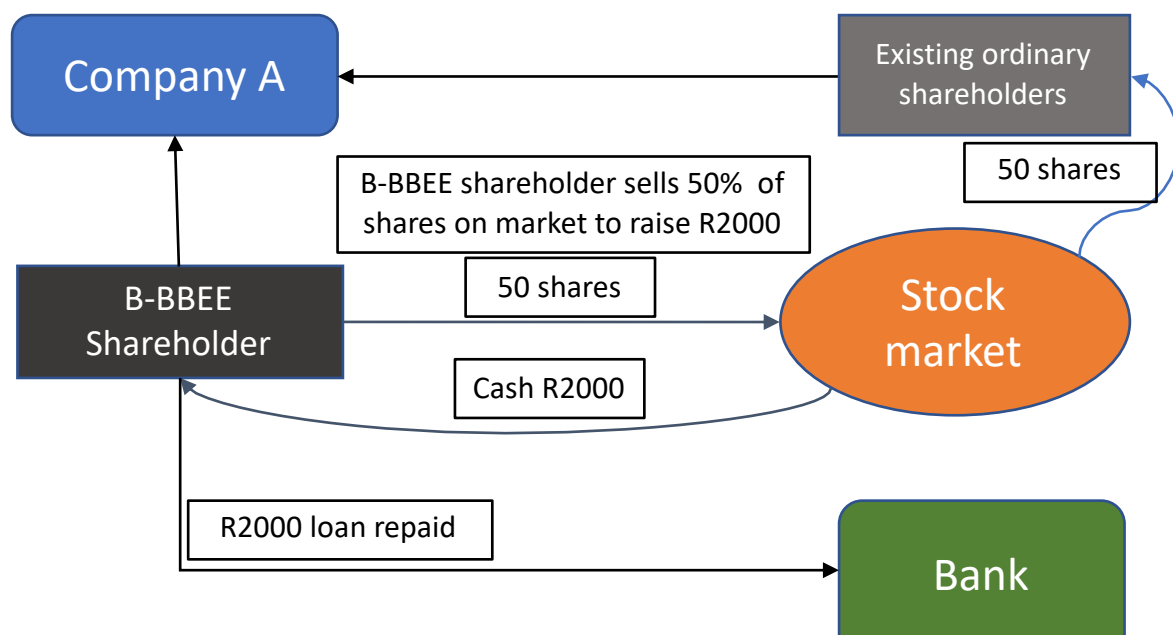 Company A
Existing ordinary
shareholders
50 shares
B-BBEE shareholder sells 50% of
shares on market to raise R2000
50 shares
B-BBEE
Shareholder
Stock
market
Cash R2000
R2000 loan repaid
Bank